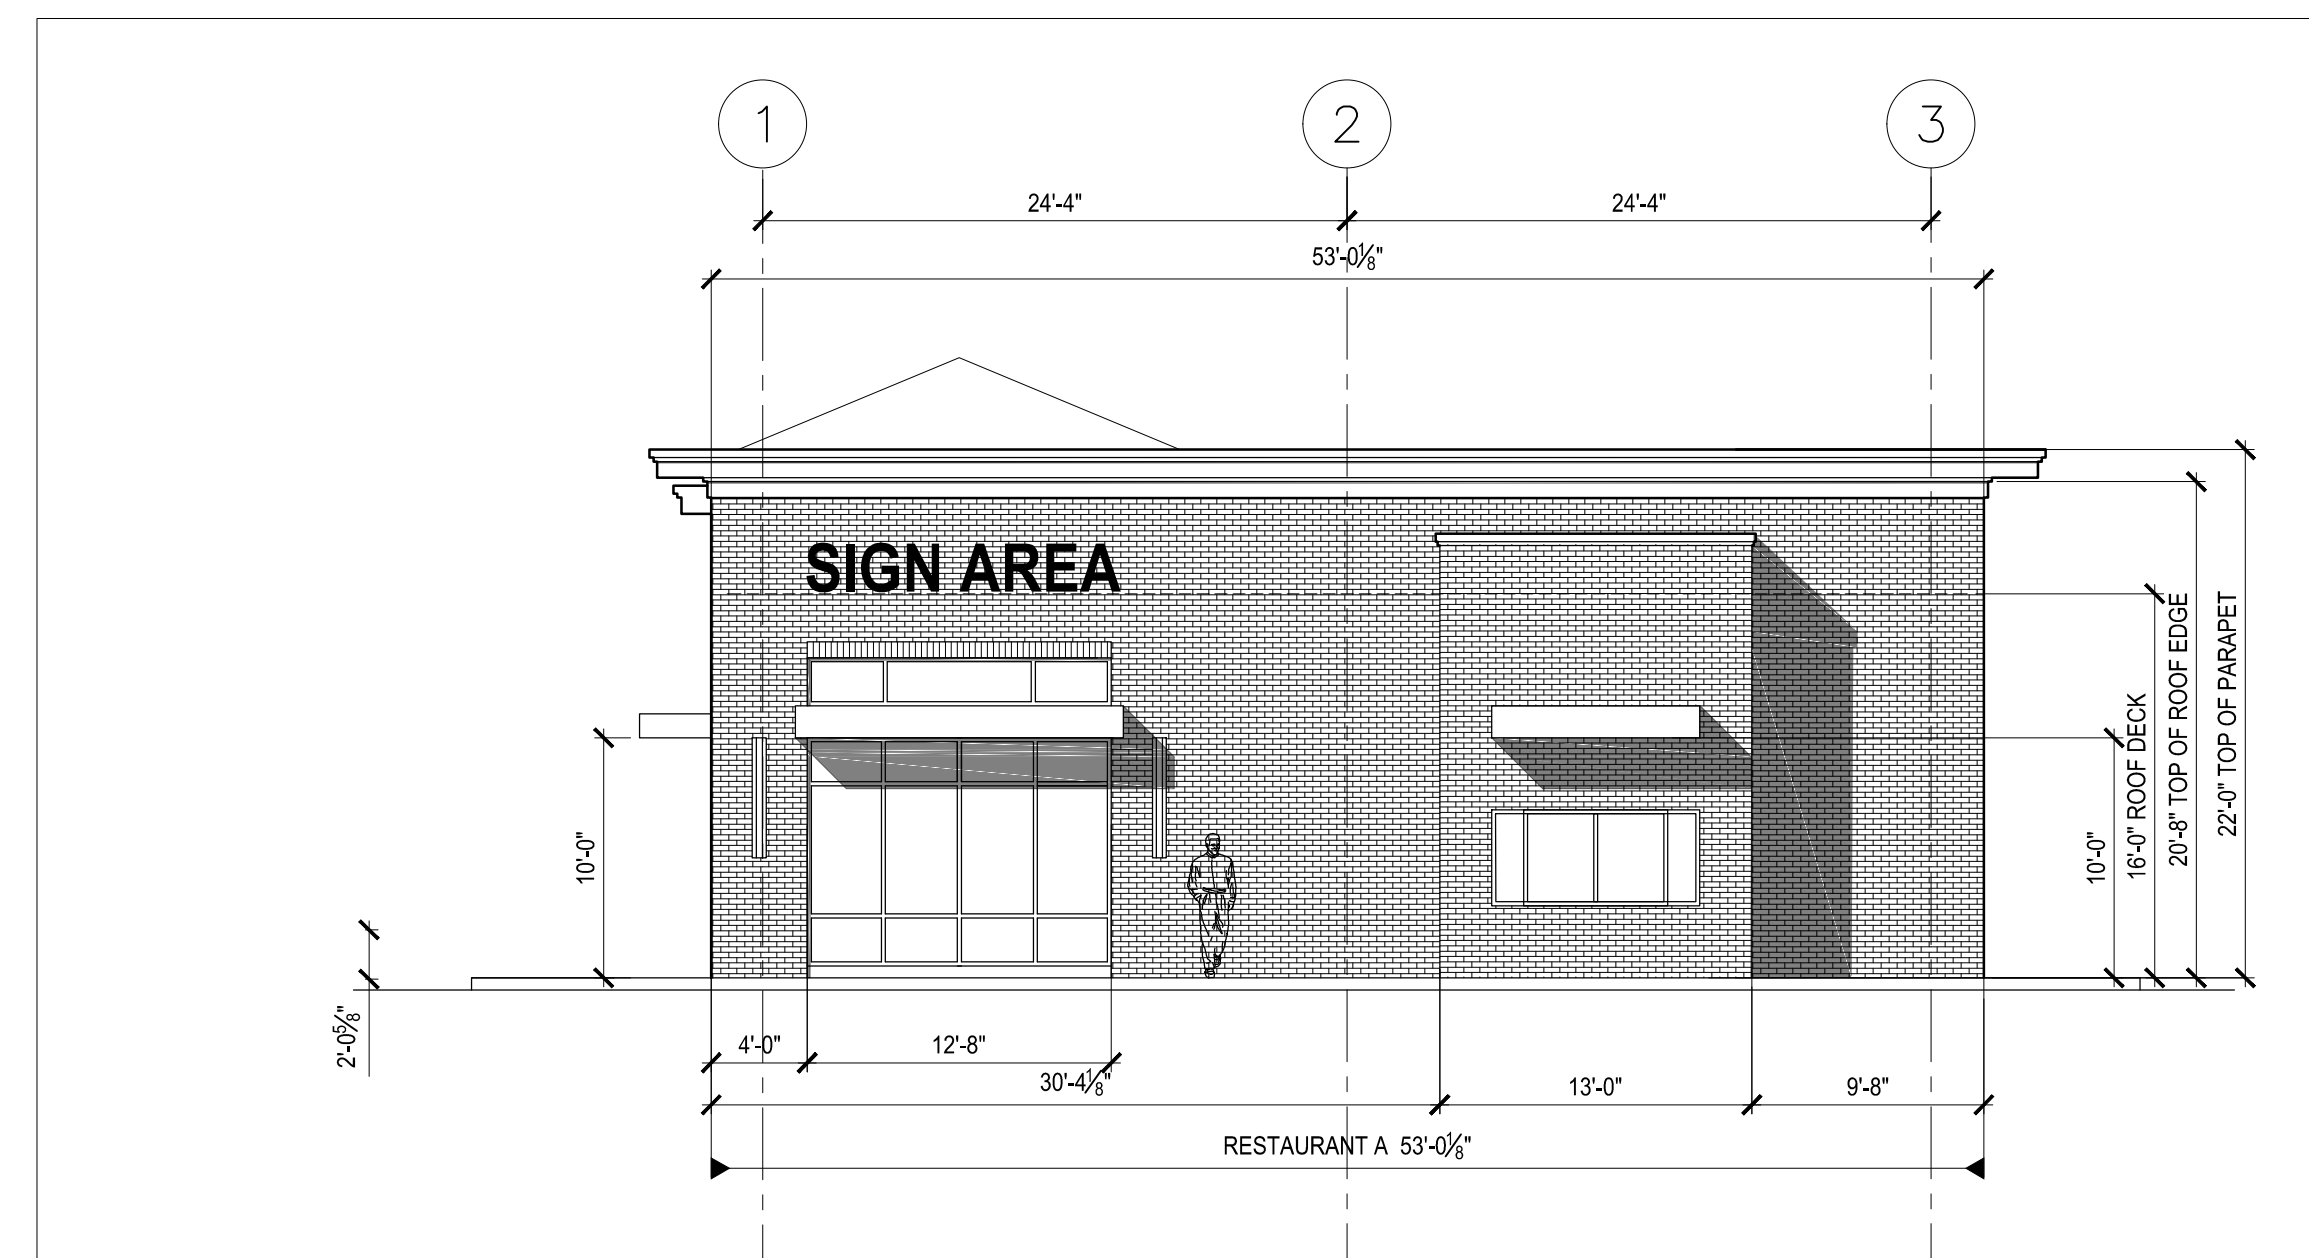 1
2
3
24'-4"
24'-4"
53'-0⅛"
SIGN AREA
10'-0"
2'-0⅝"
10'-0"
16'-0" ROOF DECK
20'-8" TOP OF ROOF EDGE
22'-0" TOP OF PARAPET
4'-0"
12'-8"
30'-4⅛"
13'-0"
9'-8"
RESTAURANT A 53'-0⅛"